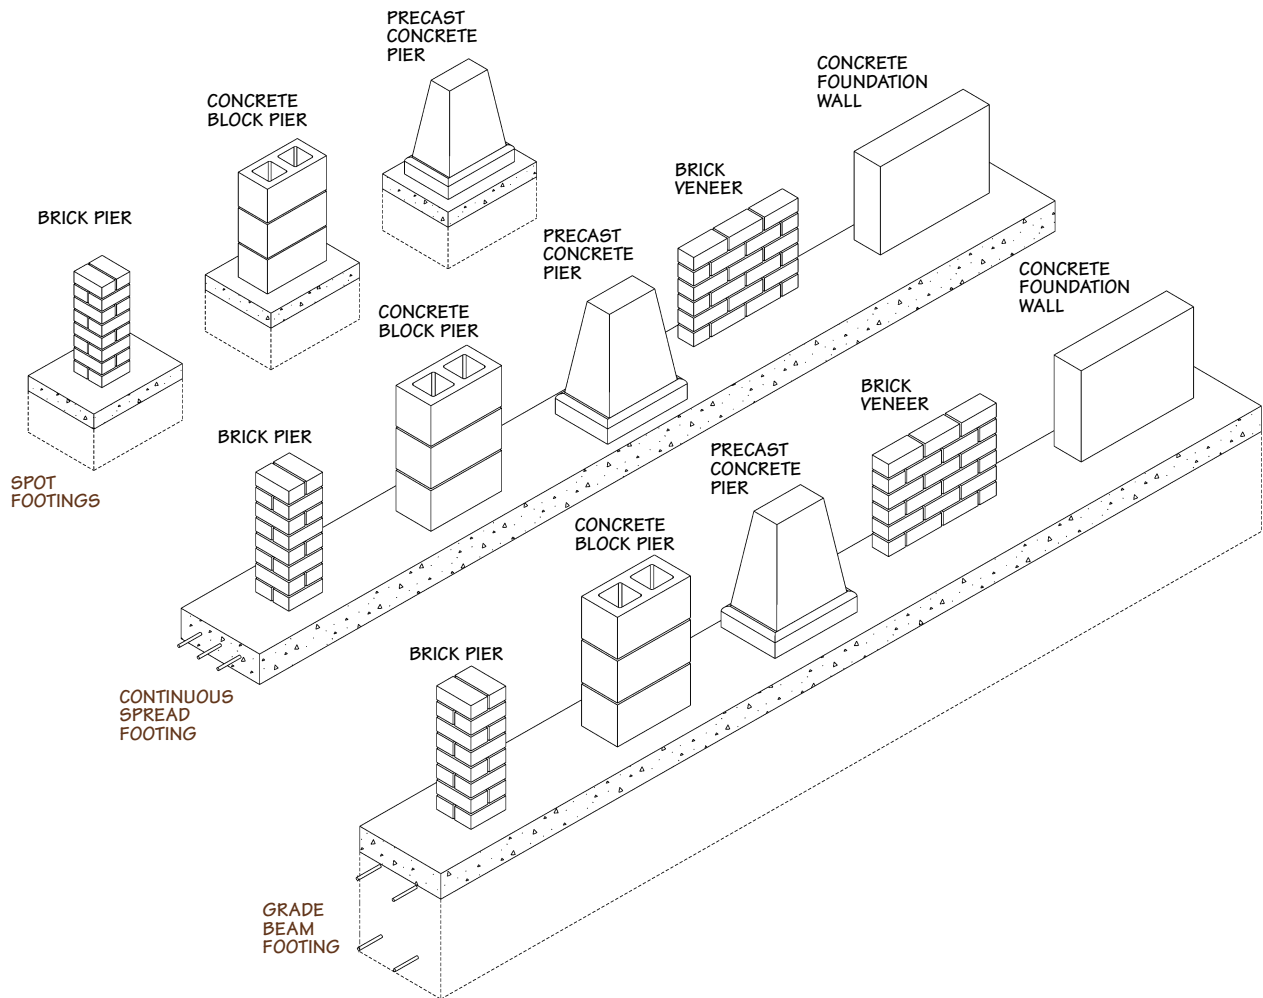 PRECAST
CONCRETE
PIER
CONCRETE
BLOCK PIER
BRICK PIER
SPOT
FOOTINGS
CONCRETE
FOUNDATION
WALL
BRICK
VENEER
PRECAST
CONCRETE
PIER
CONCRETE
BLOCK PIER
BRICK PIER
CONTINUOUS
SPREAD
FOOTING
CONCRETE
FOUNDATION
WALL
BRICK
VENEER
PRECAST
CONCRETE
PIER
CONCRETE
BLOCK PIER
BRICK PIER
GRADE
BEAM
FOOTING